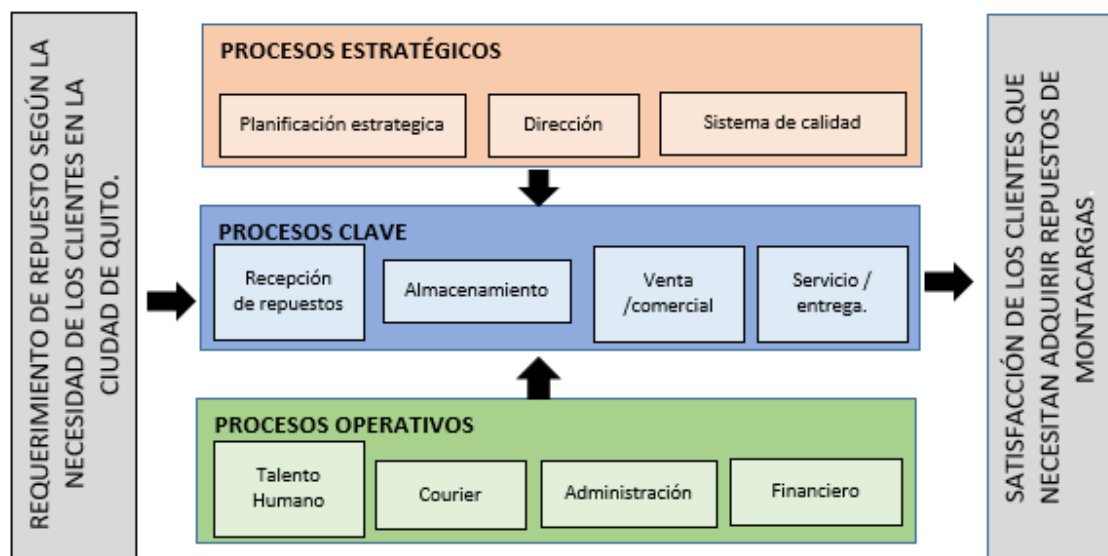 REQUERIMIENTO DE REPUESTO SEGÚN LA
NECESIDAD DE LOS CLIENTES EN LA
CIUDAD DE QUITO.
PROCESOS ESTRATÉGICOS
Planificación estrategica
Dirección
Sistema de calidad
PROCESOS CLAVE
Recepción
de repuestos
Almacenamiento
Venta
/comercial
Servicio /
entrega.
PROCESOS OPERATIVOS
Talento
Humano
Courier
Administración
Financiero
SATISFACCIÓN DE LOS CLIENTES QUE
NECESITAN ADQUIRIR REPUESTOS DE
MONTACARGAS.